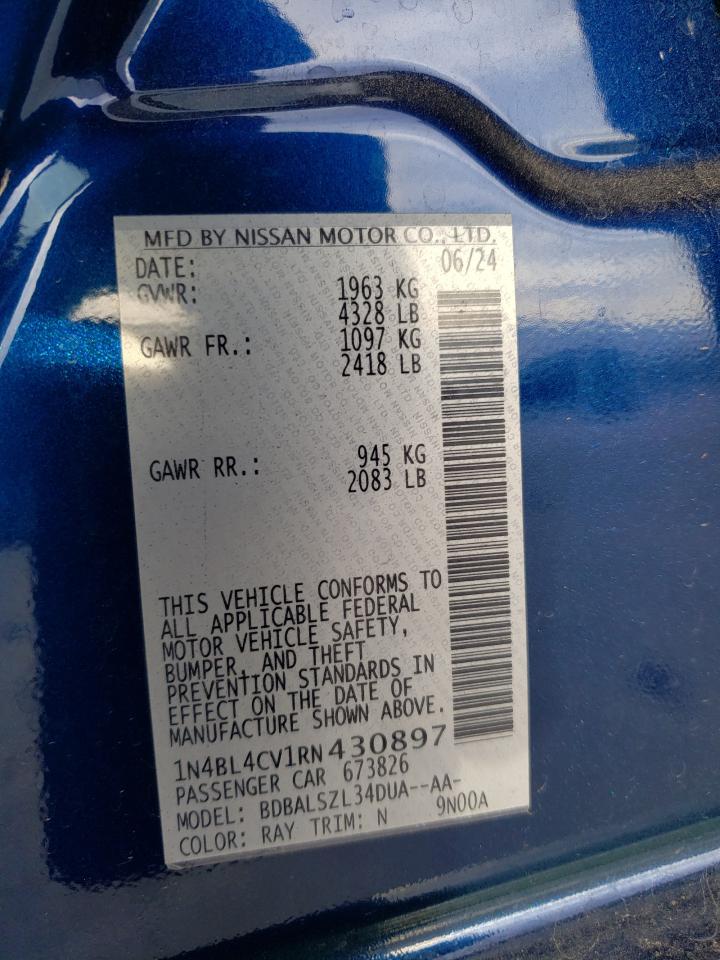 MFD BY NISSAN MOTOR CO., LTD.
DATE: 06/24
GVWR: 1963 KG
4328 LB
GAWR FR.: 1097 KG
2418 LB
GAWR RR.: 945 KG
2083 LB
THIS VEHICLE CONFORMS TO
ALL APPLICABLE FEDERAL
MOTOR VEHICLE SAFETY,
BUMPER, AND THEFT
PREVENTION STANDARDS IN
EFFECT ON THE DATE OF
MANUFACTURE SHOWN ABOVE.
1N4BL4CV1RN430897
PASSENGER CAR 673826
MODEL: BDBALSZL34DUA--AA-
9N00A
COLOR: RAY TRIM: N